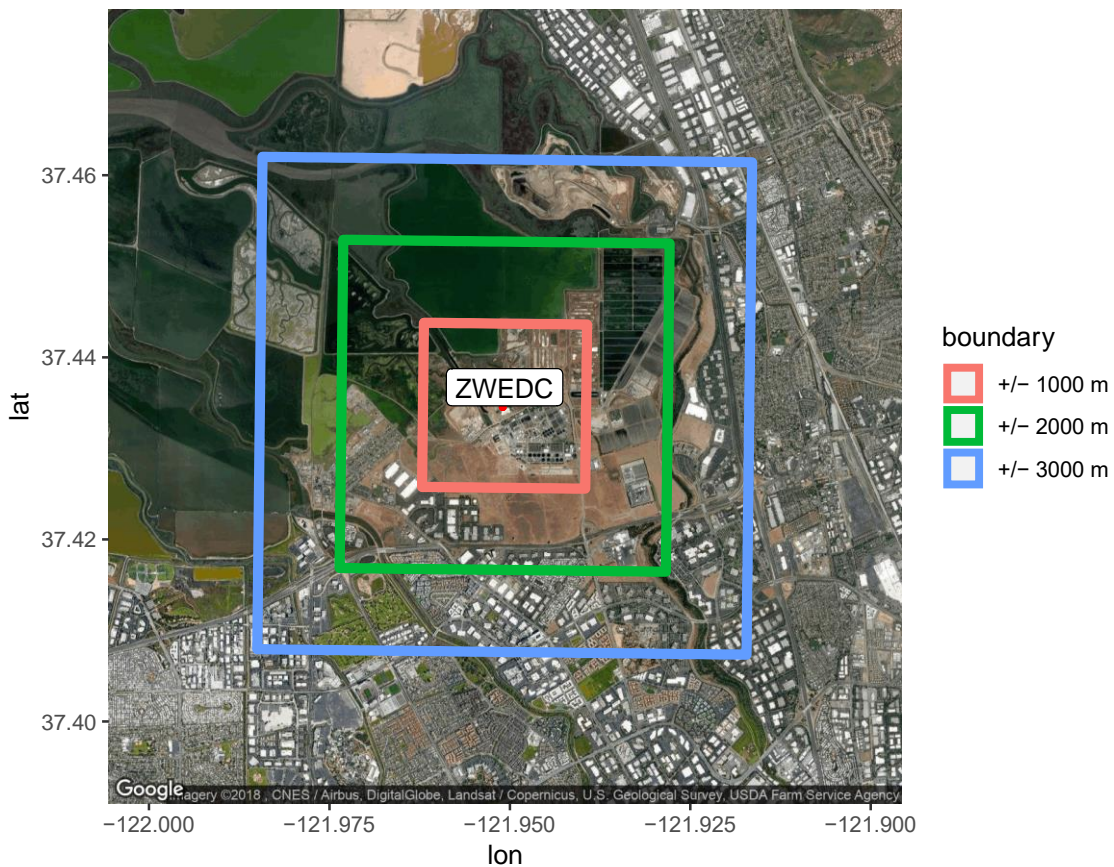 37.46
37.44
37.42
37.40
lat
ZWEDC
Google
Imagery ©2018 , CNES / Airbus, DigitalGlobe, Landsat / Copernicus, U.S. Geological Survey, USDA Farm Service Agency
−122.000
−121.975
−121.950
−121.925
−121.900
lon
boundary
+/− 1000 m
+/− 2000 m
+/− 3000 m